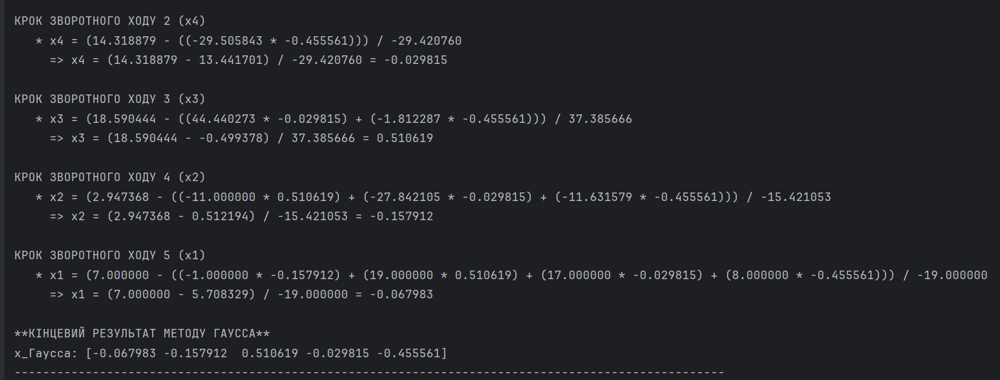 КРОК ЗВОРОТНОГО ХОДУ 2 (x4)
* x4 = (14.318879 - ((-29.505843 * -0.455561))) / -29.420760
=> x4 = (14.318879 - 13.441701) / -29.420760 = -0.029815
КРОК ЗВОРОТНОГО ХОДУ 3 (x3)
* x3 = (18.590444 - ((44.440273 * -0.029815) + (-1.812287 * -0.455561))) / 37.385666
=> x3 = (18.590444 - -0.499378) / 37.385666 = 0.510619
КРОК ЗВОРОТНОГО ХОДУ 4 (x2)
* x2 = (2.947368 - ((-11.000000 * 0.510619) + (-27.842105 * -0.029815) + (-11.631579 * -0.455561))) / -15.421053
=> x2 = (2.947368 - 0.512194) / -15.421053 = -0.157912
КРОК ЗВОРОТНОГО ХОДУ 5 (x1)
* x1 = (7.000000 - ((-1.000000 * -0.157912) + (19.000000 * 0.510619) + (17.000000 * -0.029815) + (8.000000 * -0.455561))) / -19.000000
=> x1 = (7.000000 - 5.708329) / -19.000000 = -0.067983
**КІНЦЕВИЙ РЕЗУЛЬТАТ МЕТОДУ ГАУССА**
x_Гаусса: [-0.067983 -0.157912  0.510619 -0.029815 -0.455561]
----------------------------------------------------------------------------------------------------